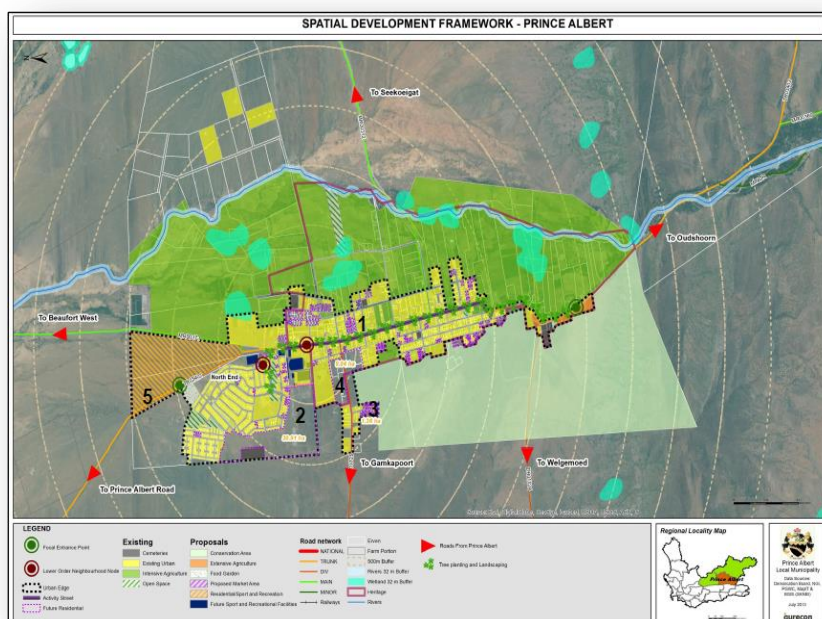 SPATIAL DEVELOPMENT FRAMEWORK - PRINCE ALBERT
To Seekoeigat
To Oudshoorn
To Beaufort West
1
North End
5
4
2
3
To Prince Albert Road
To Gamkapoort
To Welgemoed
LEGEND
Focal Entrance Point
Lower Order Neighbourhood Node
Urban Edge
Activity Street
Future Residential
Existing
Cemeteries
Existing Urban
Intensive Agriculture
Open Space
Proposals
Conservation Area
Extensive Agriculture
Food Garden
Proposed Market Area
Residential/Sport and Recreation
Future Sport and Recreational Facilities
Road network
NATIONAL
TRUNK
DIV
MAIN
MINOR
Railways
Erven
Farm Portion
500m Buffer
Rivers 32 m Buffer
Wetland 32 m Buffer
Heritage
Rivers
Roads From Prince Albert
Tree planting and Landscaping
Regional Locality Map
Prince Albert
Prince Albert
Local Municipality
July 2013
aurecon